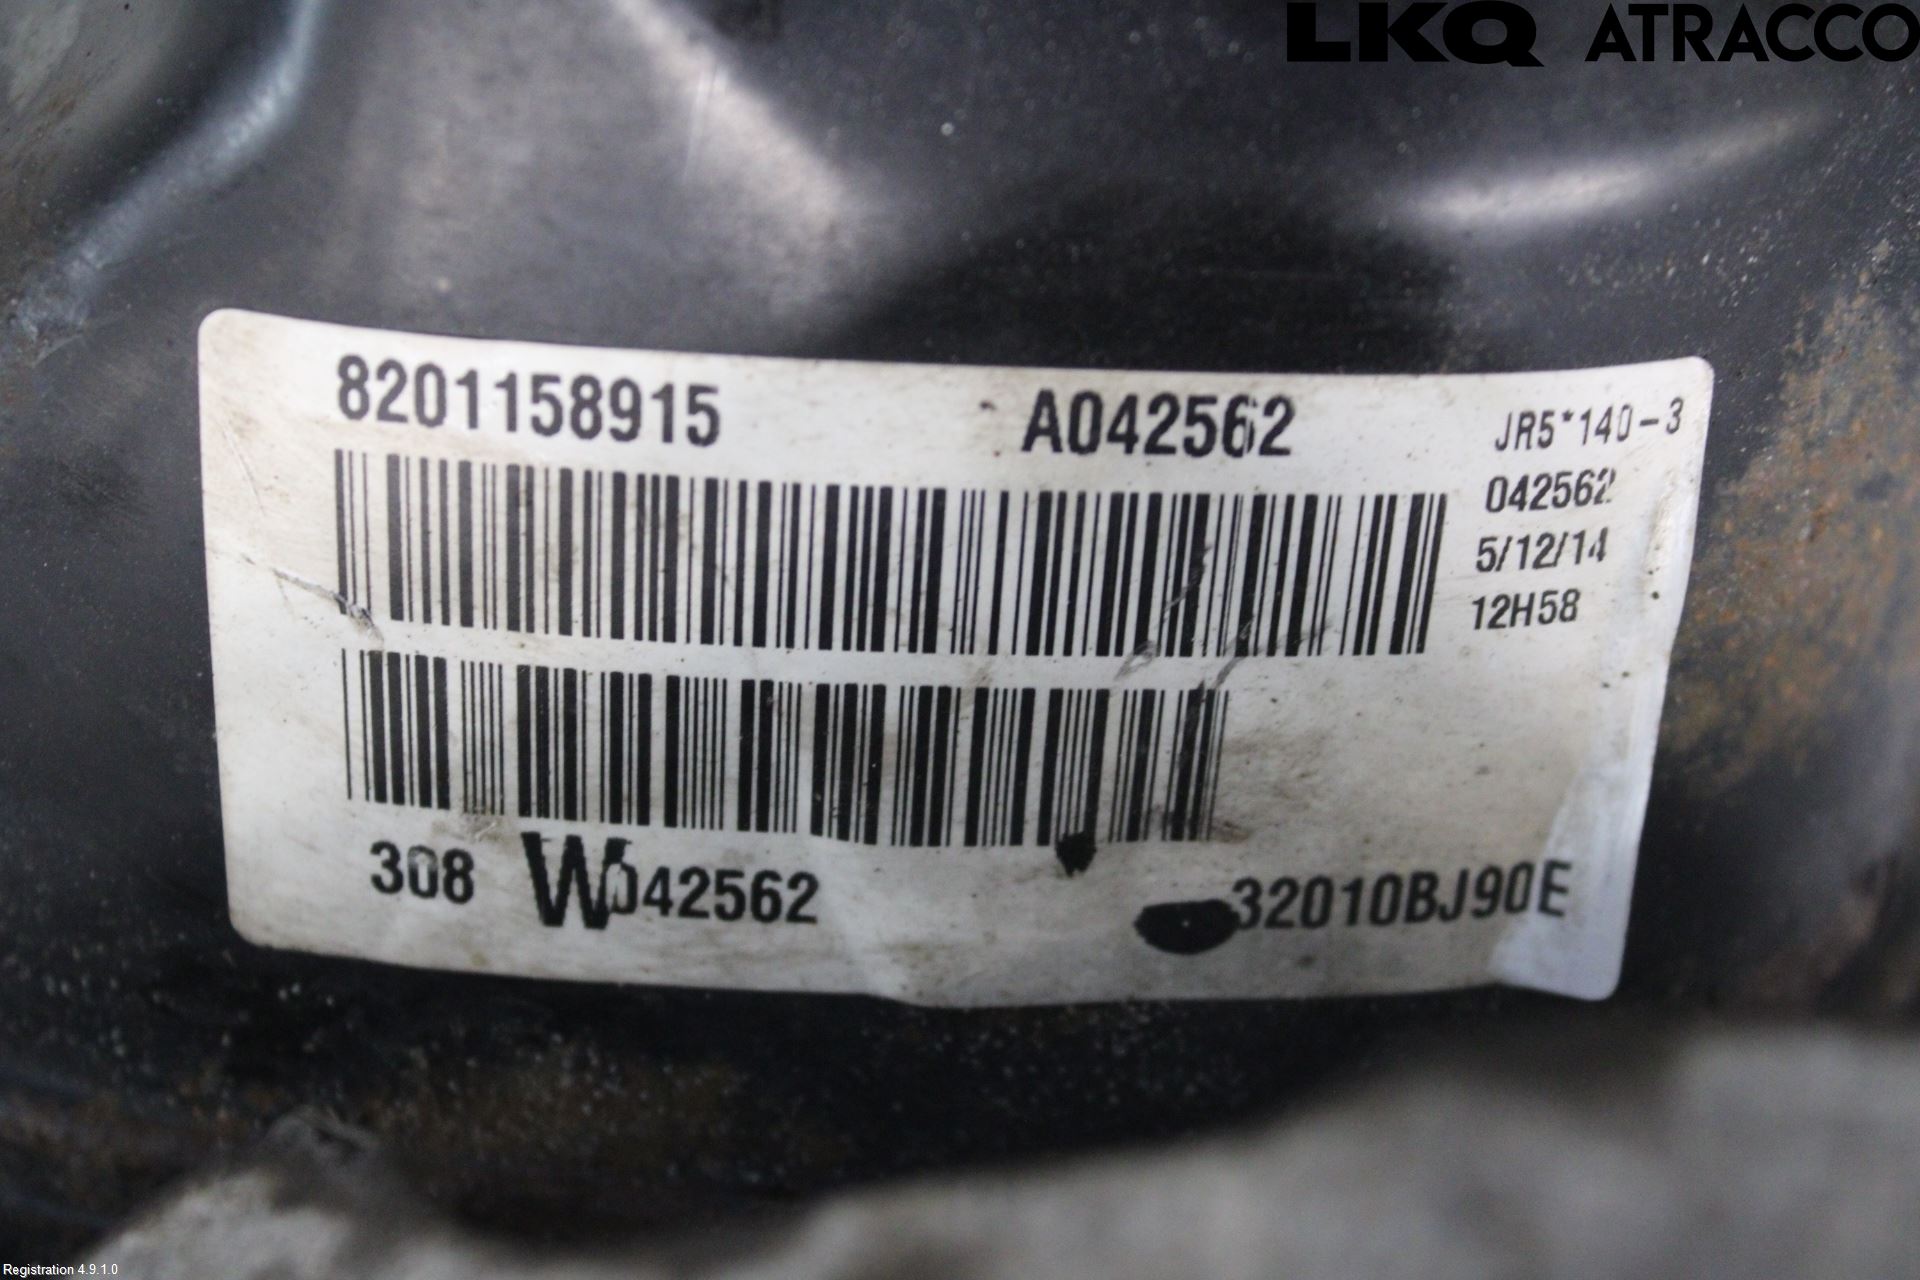 LKQ ATRACCO
8201158915 A042562 JR5*140-3
042562
5/12/14
12H58
308 W042562 32010BJ90E
Registration 4.9.1.0